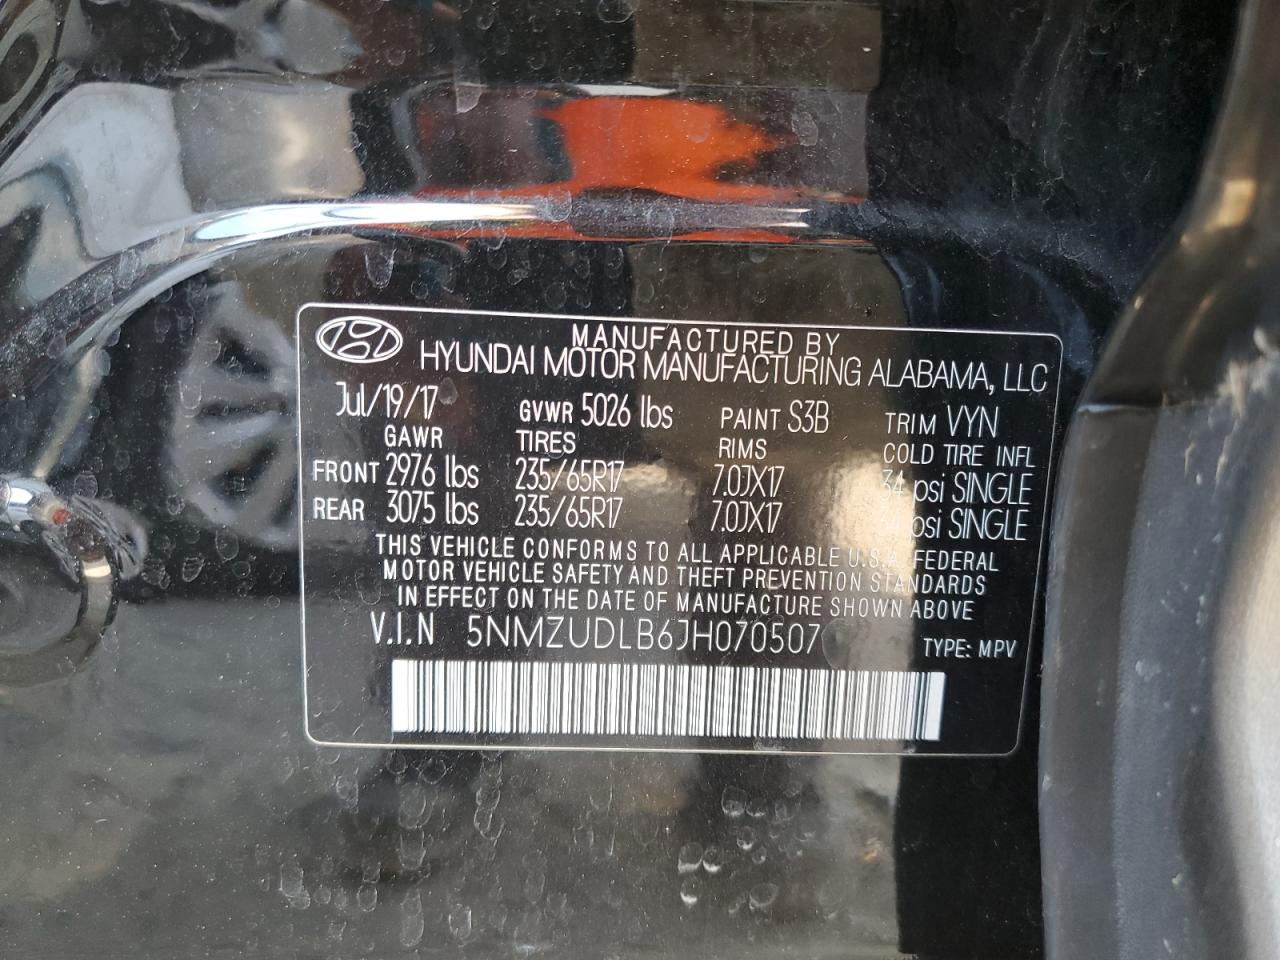 MANUFACTURED BY
HYUNDAI MOTOR MANUFACTURING ALABAMA, LLC
Jul/19/17 GVWR 5026 lbs PAINT S3B TRIM VYN
GAWR TIRES RIMS COLD TIRE INFL
FRONT 2976 lbs 235/65R17 7.0JX17 34 psi SINGLE
REAR 3075 lbs 235/65R17 7.0JX17 34 psi SINGLE
THIS VEHICLE CONFORMS TO ALL APPLICABLE U.S.A. FEDERAL
MOTOR VEHICLE SAFETY AND THEFT PREVENTION STANDARDS
IN EFFECT ON THE DATE OF MANUFACTURE SHOWN ABOVE
V.I.N 5NMZUDLB6JH070507 TYPE: MPV